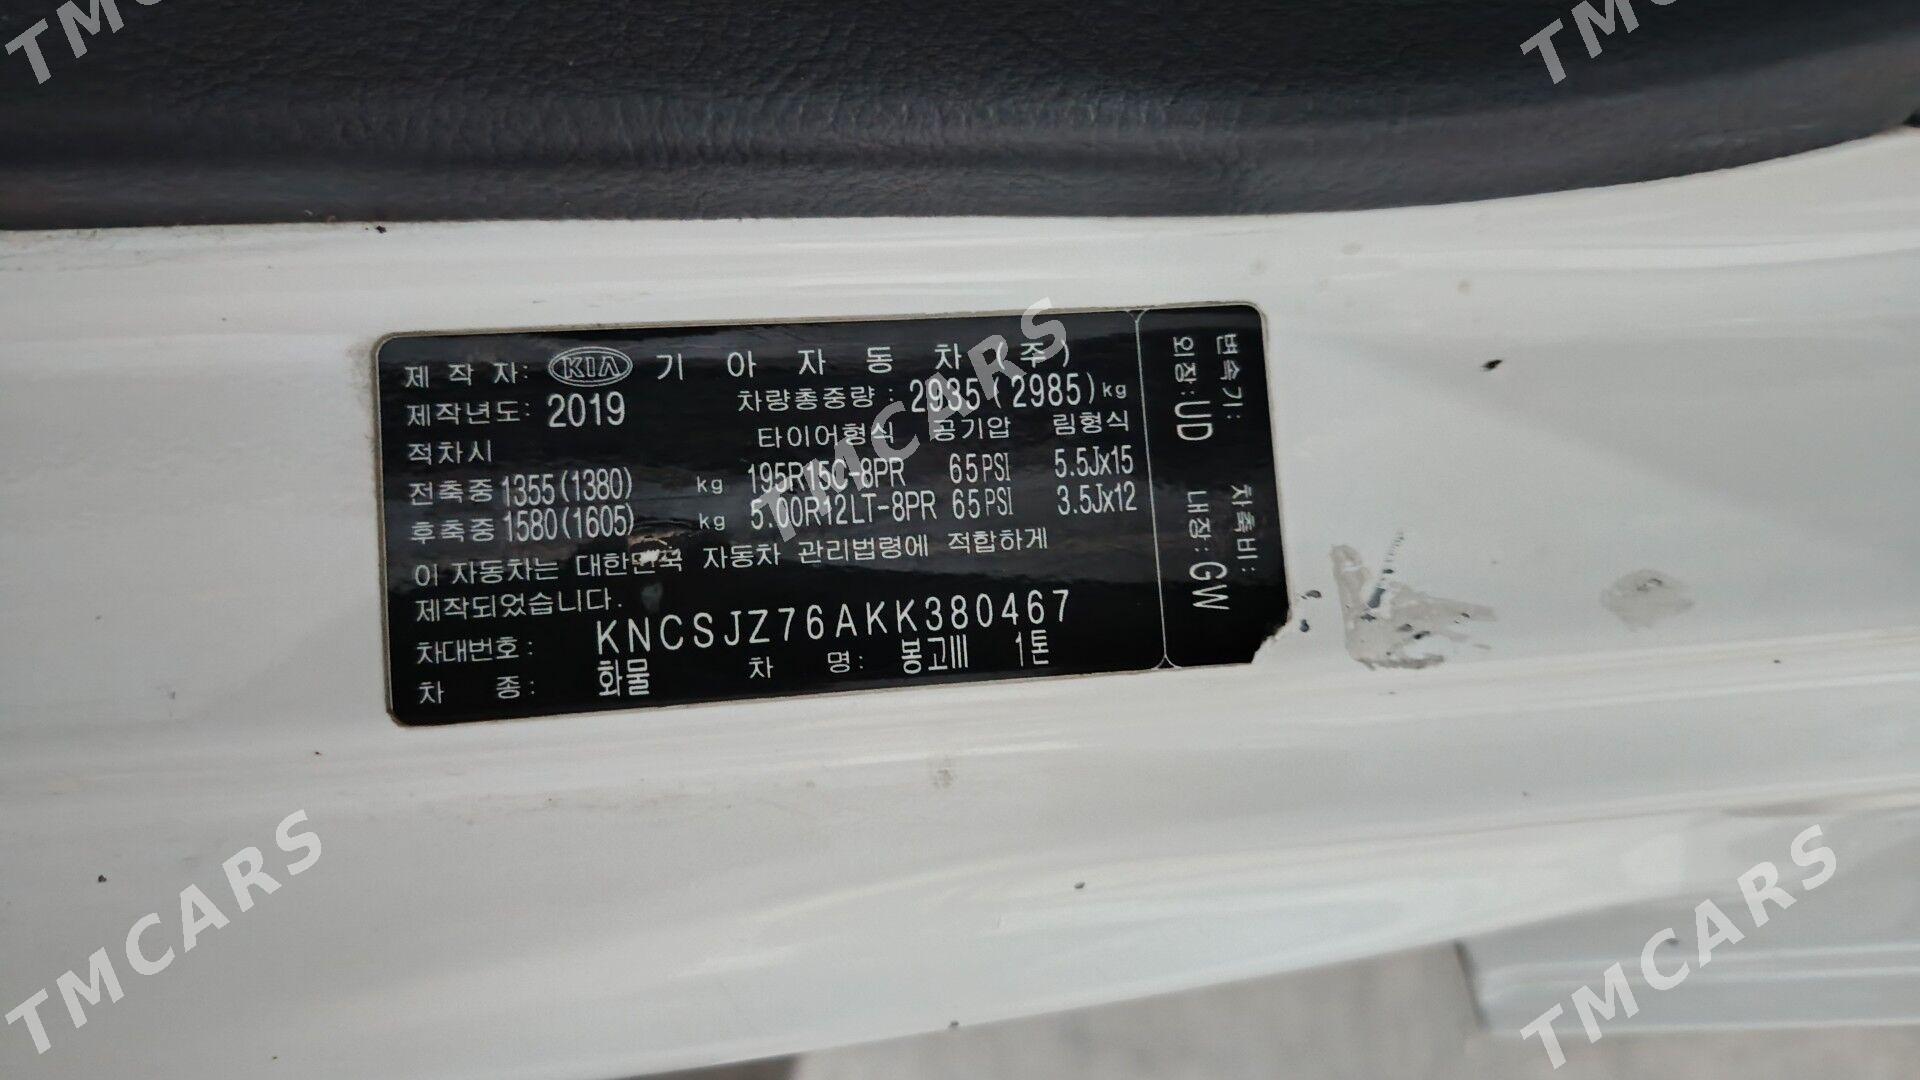 제 작 자: KIA 기 아 자 동 차 (주)
제작년도: 2019 차량총중량 : 2935(2985)kg
적차시 타이어형식 공기압 림형식
전축중 1355(1380) kg 195R15C-8PR 65PSI 5.5Jx15
후축중 1580(1605) kg 5.00R12LT-8PR 65PSI 3.5Jx12
이 자동차는 대한민국 자동차 관리법령에 적합하게
제작되었습니다.
차대번호: KNCSJZ76AKK380467
차 종: 화물 차 명: 봉고III 1톤
변속기: 차축비:
외장: UD 내장: GW
TMCARS
TMCARS
TMCARS
TMCARS
TMCARS